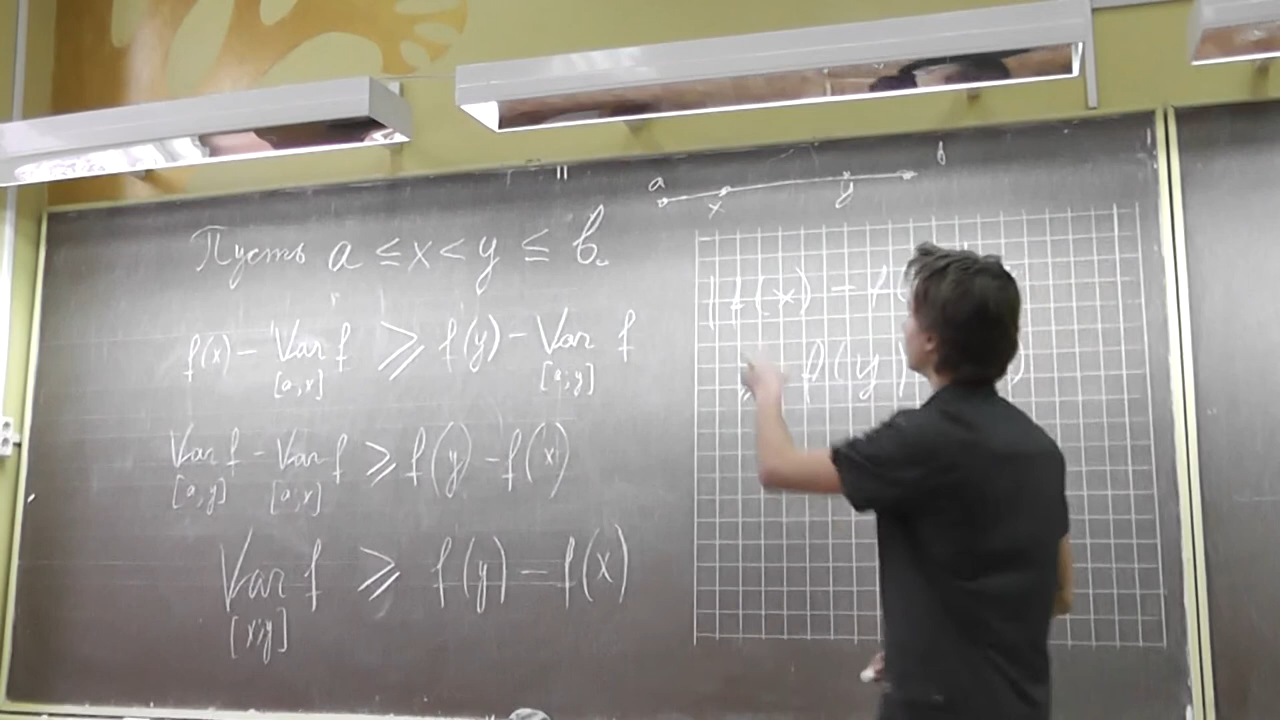 a x y b
Пусть a ≤ x < y ≤ b.
f(x) - Var f ⩾ f(y) - Var f
[a,x] [a;y]
Var f - Var f ⩾ f(y) - f(x)
[a,y] [a;x]
Var f ⩾ f(y) - f(x)
[x;y]
|f(x) - f(
f(y)